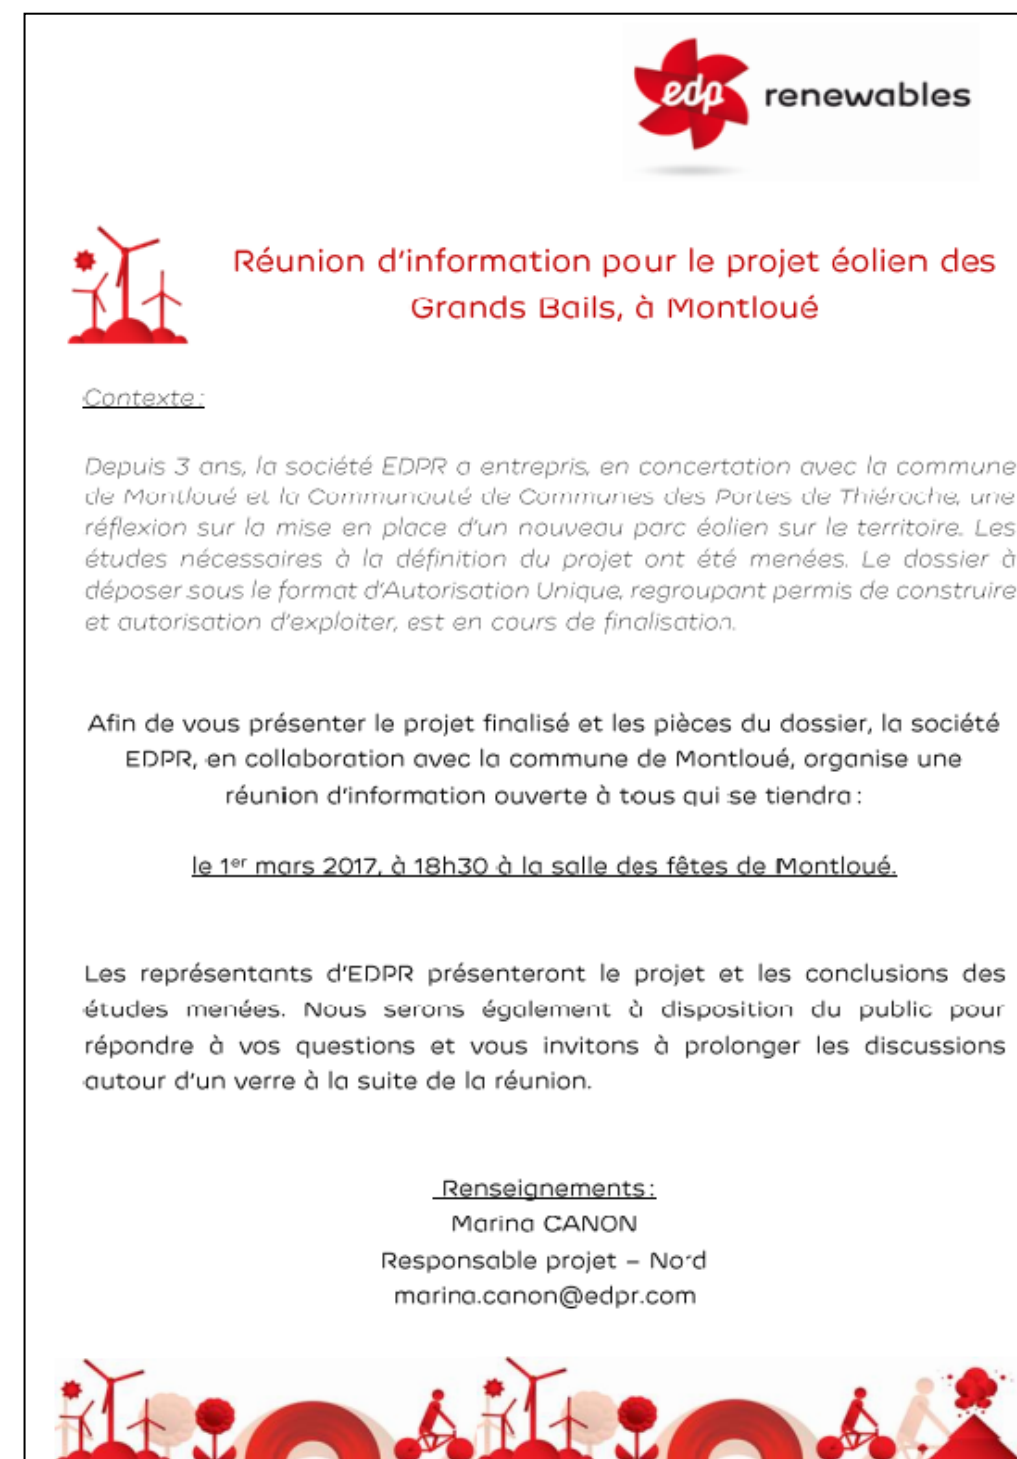 edp renewables
Réunion d'information pour le projet éolien des
Grands Bails, à Montloué
Contexte :
Depuis 3 ans, la société EDPR a entrepris, en concertation avec la commune
de Montloué et la Communauté de Communes des Portes de Thiérache, une
réflexion sur la mise en place d'un nouveau parc éolien sur le territoire. Les
études nécessaires à la définition du projet ont été menées. Le dossier à
déposer sous le format d'Autorisation Unique, regroupant permis de construire
et autorisation d'exploiter, est en cours de finalisation.
Afin de vous présenter le projet finalisé et les pièces du dossier, la société
EDPR, en collaboration avec la commune de Montloué, organise une
réunion d'information ouverte à tous qui se tiendra :
le 1er mars 2017, à 18h30 à la salle des fêtes de Montloué.
Les représentants d'EDPR présenteront le projet et les conclusions des
études menées. Nous serons également à disposition du public pour
répondre à vos questions et vous invitons à prolonger les discussions
autour d'un verre à la suite de la réunion.
Renseignements :
Marina CANON
Responsable projet – Nord
marina.canon@edpr.com